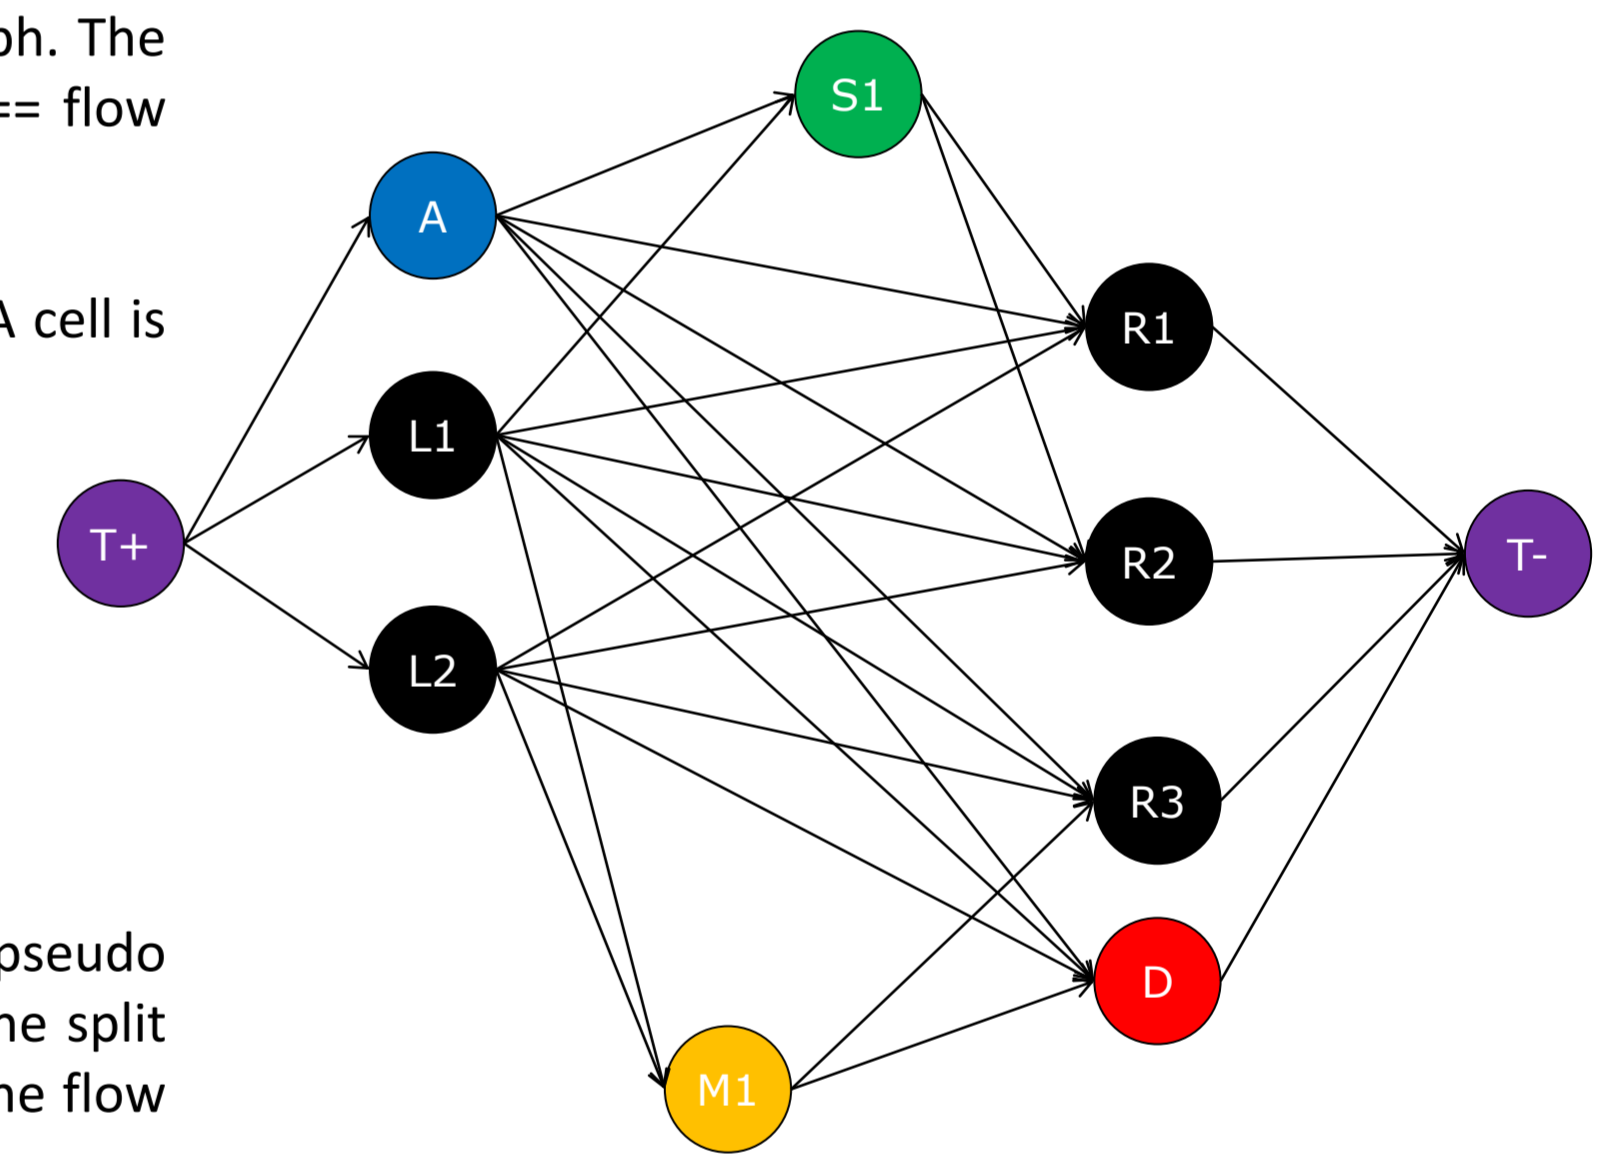 ph. The
== flow
A cell is
pseudo
he split
he flow
S1
A
R1
L1
T+
R2
T-
L2
R3
D
M1